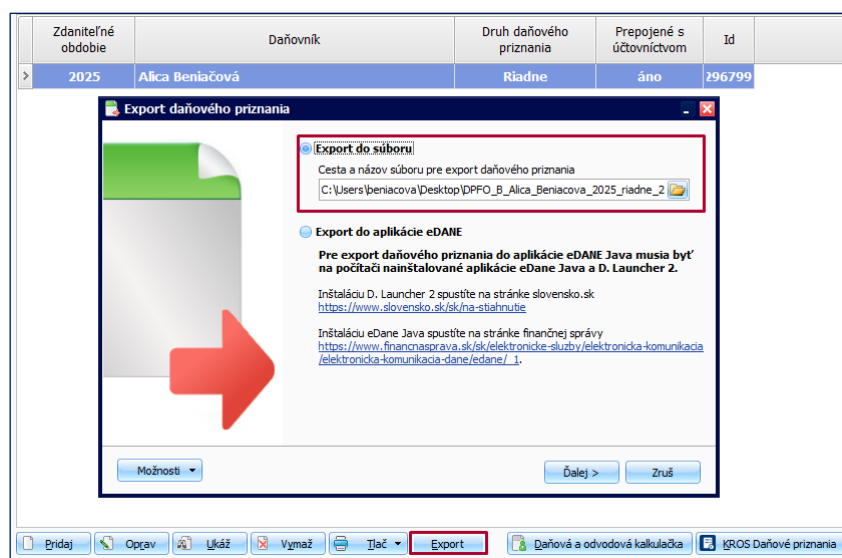 Zdaniteľné obdobie
Daňovník
Druh daňového priznania
Prepojené s účtovníctvom
Id
2025
Alica Beniačová
Riadne
áno
296799
Export daňového priznania
Export do súboru
Cesta a názov súboru pre export daňového priznania
C:\Users\beniacova\Desktop\DPFO_B_Alica_Beniacova_2025_riadne_2
Export do aplikácie eDANE
Pre export daňového priznania do aplikácie eDANE Java musia byť
na počítači nainštalované aplikácie eDane Java a D. Launcher 2.
Inštaláciu D. Launcher 2 spustíte na stránke slovensko.sk
https://www.slovensko.sk/sk/na-stiahnutie
Inštaláciu eDane Java spustíte na stránke finančnej správy
https://www.financnasprava.sk/sk/elektronicke-sluzby/elektronicka-komunikacia
/elektronicka-komunikacia-dane/edane/_1.
Možnosti
Ďalej >
Zruš
Pridaj
Oprav
Ukáž
Vymaž
Tlač
Export
Daňová a odvodová kalkulačka
KROS Daňové priznania